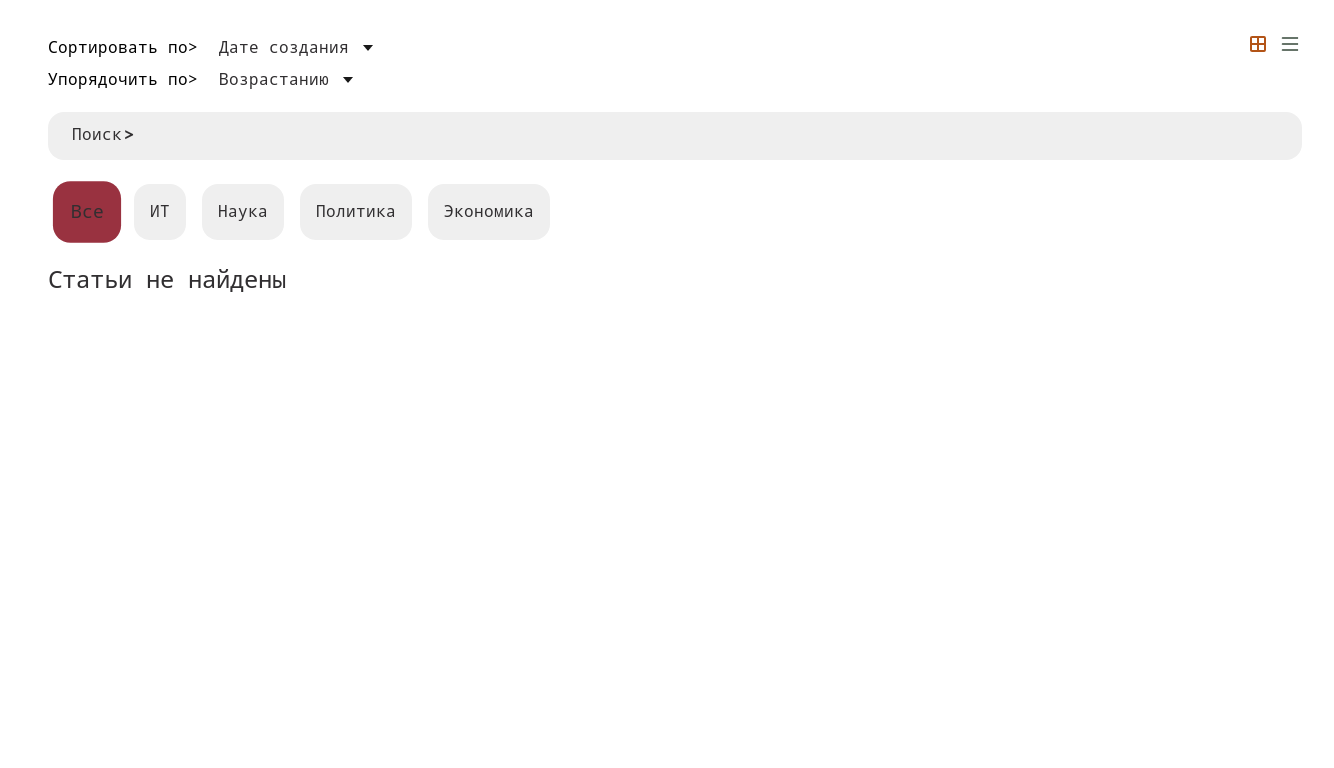 Сортировать по> Дате создания
Упорядочить по> Возрастанию
Поиск>
Все ИТ Наука Политика Экономика
Статьи не найдены